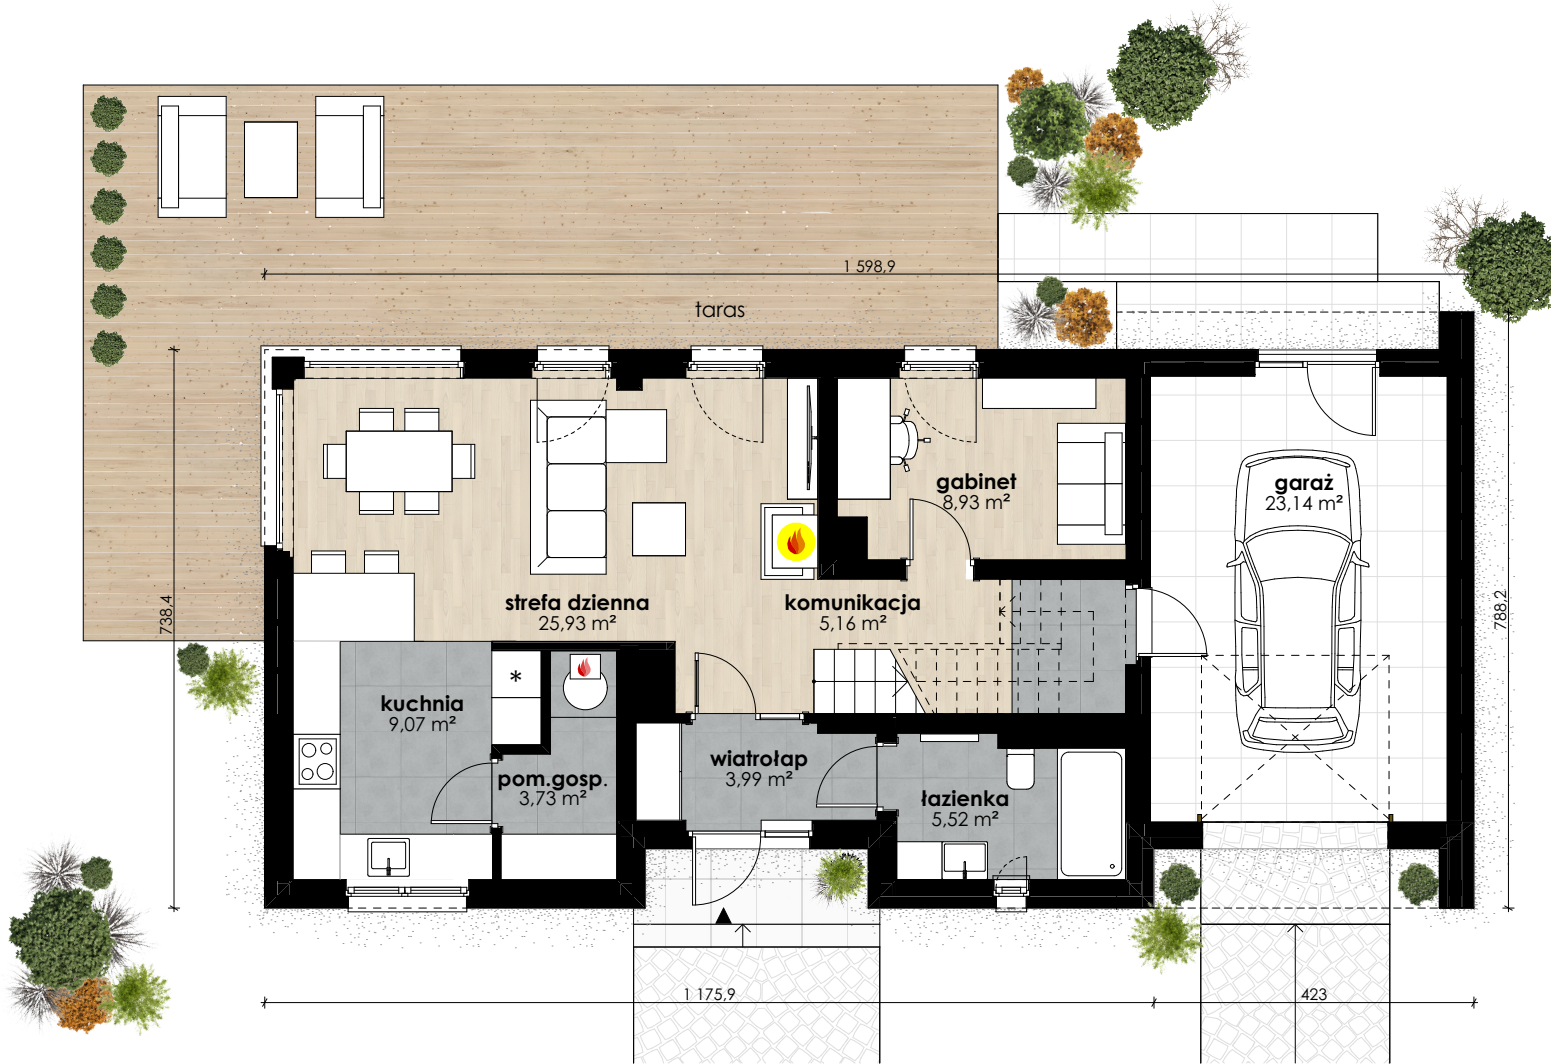 1 598,9
taras
gabinet
8,93 m²
garaż
23,14 m²
738,4
788,2
strefa dzienna
25,93 m²
komunikacja
5,16 m²
*
kuchnia
9,07 m²
pom.gosp.
3,73 m²
wiatrołap
3,99 m²
łazienka
5,52 m²
1 175,9
423